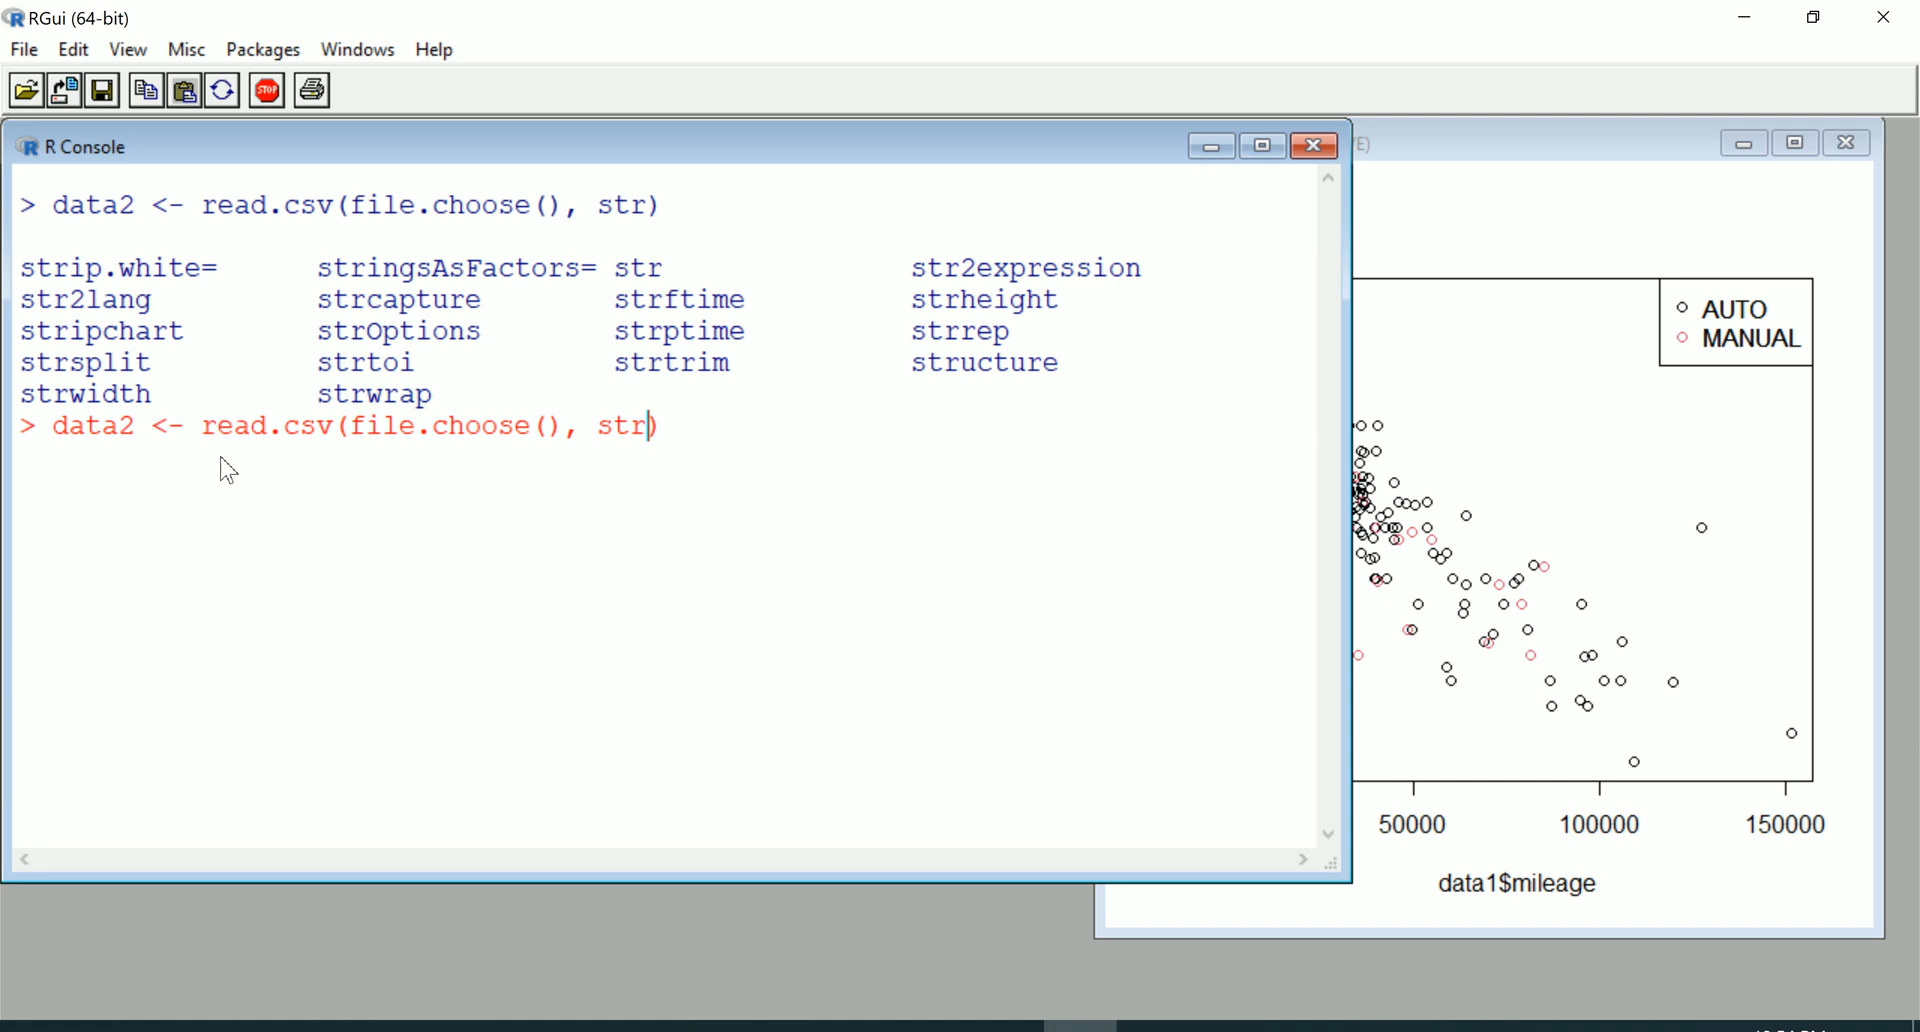 RGui (64-bit)
File Edit View Misc Packages Windows Help
STOP
R Console
> data2 <- read.csv(file.choose(), str)
strip.white= stringsAsFactors= str str2expression
str2lang strcapture strftime strheight
stripchart strOptions strptime strrep
strsplit strtoi strtrim structure
strwidth strwrap
> data2 <- read.csv(file.choose(), str)
AUTO
MANUAL
50000 100000 150000
data1$mileage